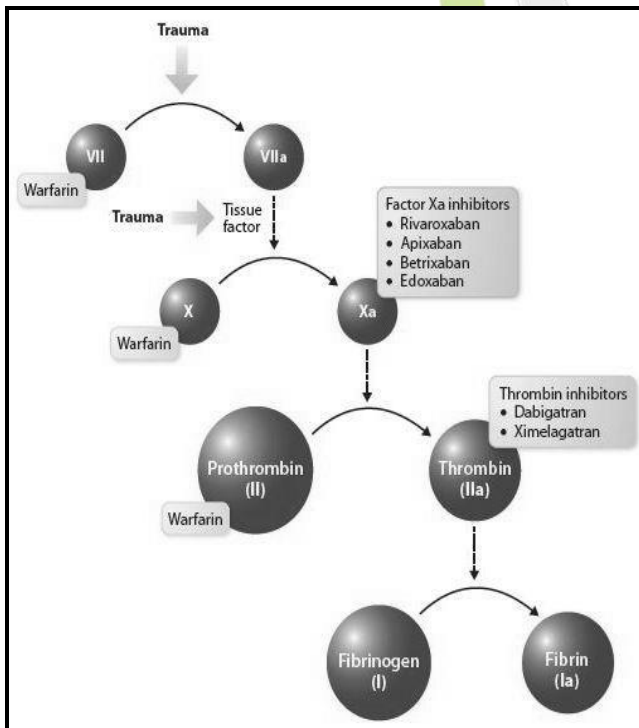 Trauma
VII
VIIa
Warfarin
Trauma
Tissue
factor
Factor Xa inhibitors
• Rivaroxaban
• Apixaban
• Betrixaban
• Edoxaban
X
Xa
Warfarin
Thrombin inhibitors
• Dabigatran
• Ximelagatran
Prothrombin
(II)
Thrombin
(IIa)
Warfarin
Fibrinogen
(I)
Fibrin
(Ia)